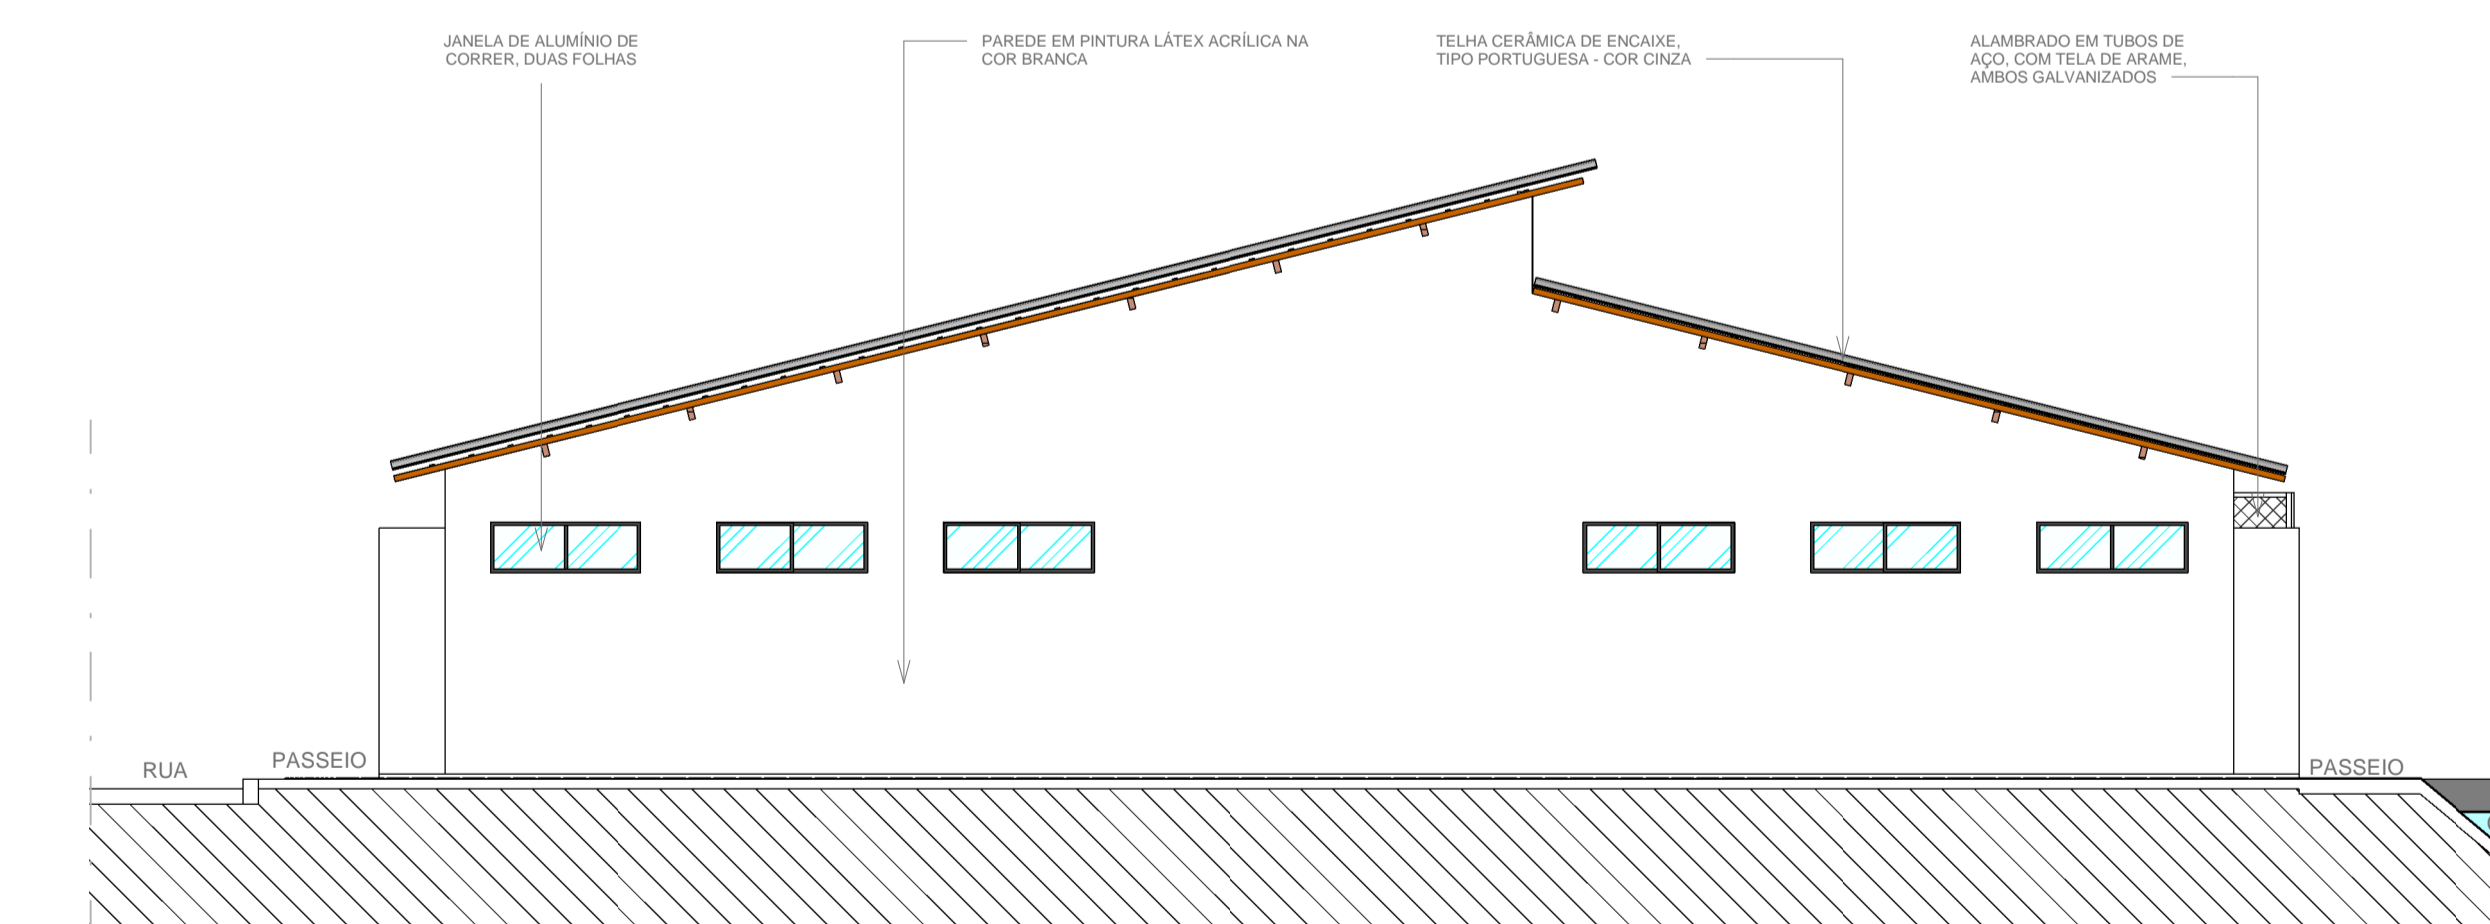 JANELA DE ALUMÍNIO DE
CORRER, DUAS FOLHAS
PAREDE EM PINTURA LÁTEX ACRÍLICA NA
COR BRANCA
TELHA CERÂMICA DE ENCAIXE,
TIPO PORTUGUESA - COR CINZA
ALAMBRADO EM TUBOS DE
AÇO, COM TELA DE ARAME,
AMBOS GALVANIZADOS
RUA
PASSEIO
PASSEIO